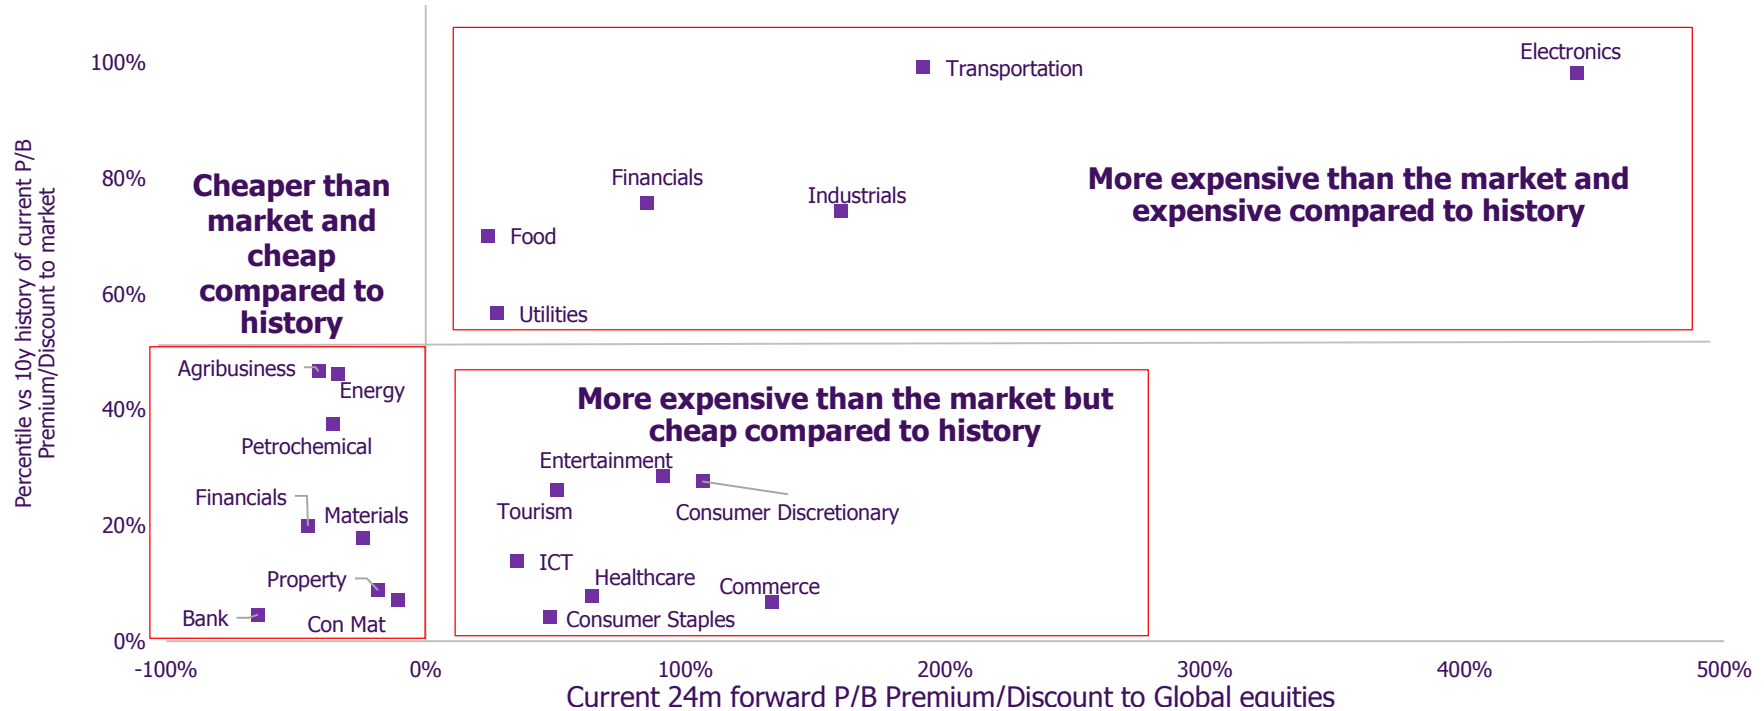 Percentile vs 10y history of current P/B
Premium/Discount to market
100%
80%
60%
40%
20%
0%
Cheaper than
market and
cheap
compared to
history
Transportation
Electronics
Financials
Industrials
Food
Utilities
More expensive than the market and
expensive compared to history
Agribusiness
Energy
Petrochemical
Financials
Materials
Property
Bank
Con Mat
More expensive than the market but
cheap compared to history
Entertainment
Tourism
Consumer Discretionary
ICT
Healthcare
Commerce
Consumer Staples
-100%
0%
100%
200%
300%
400%
500%
Current 24m forward P/B Premium/Discount to Global equities